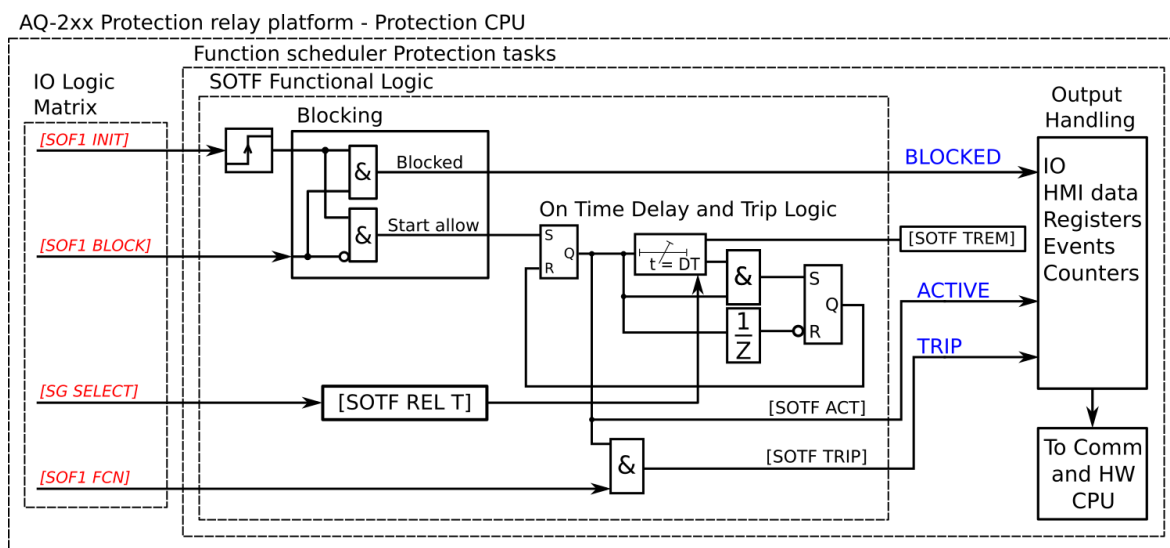 AQ-2xx Protection relay platform - Protection CPU
Function scheduler Protection tasks
SOTF Functional Logic
IO Logic
Matrix
[SOF1 INIT]
[SOF1 BLOCK]
[SG SELECT]
[SOF1 FCN]
Blocking
&
Blocked
&
Start allow
On Time Delay and Trip Logic
S
Q
R
t = DT
&
1
Z
S
Q
R
[SOTF REL T]
&
[SOTF ACT]
[SOTF TRIP]
BLOCKED
[SOTF TREM]
ACTIVE
TRIP
Output
Handling
IO
HMI data
Registers
Events
Counters
To Comm
and HW
CPU